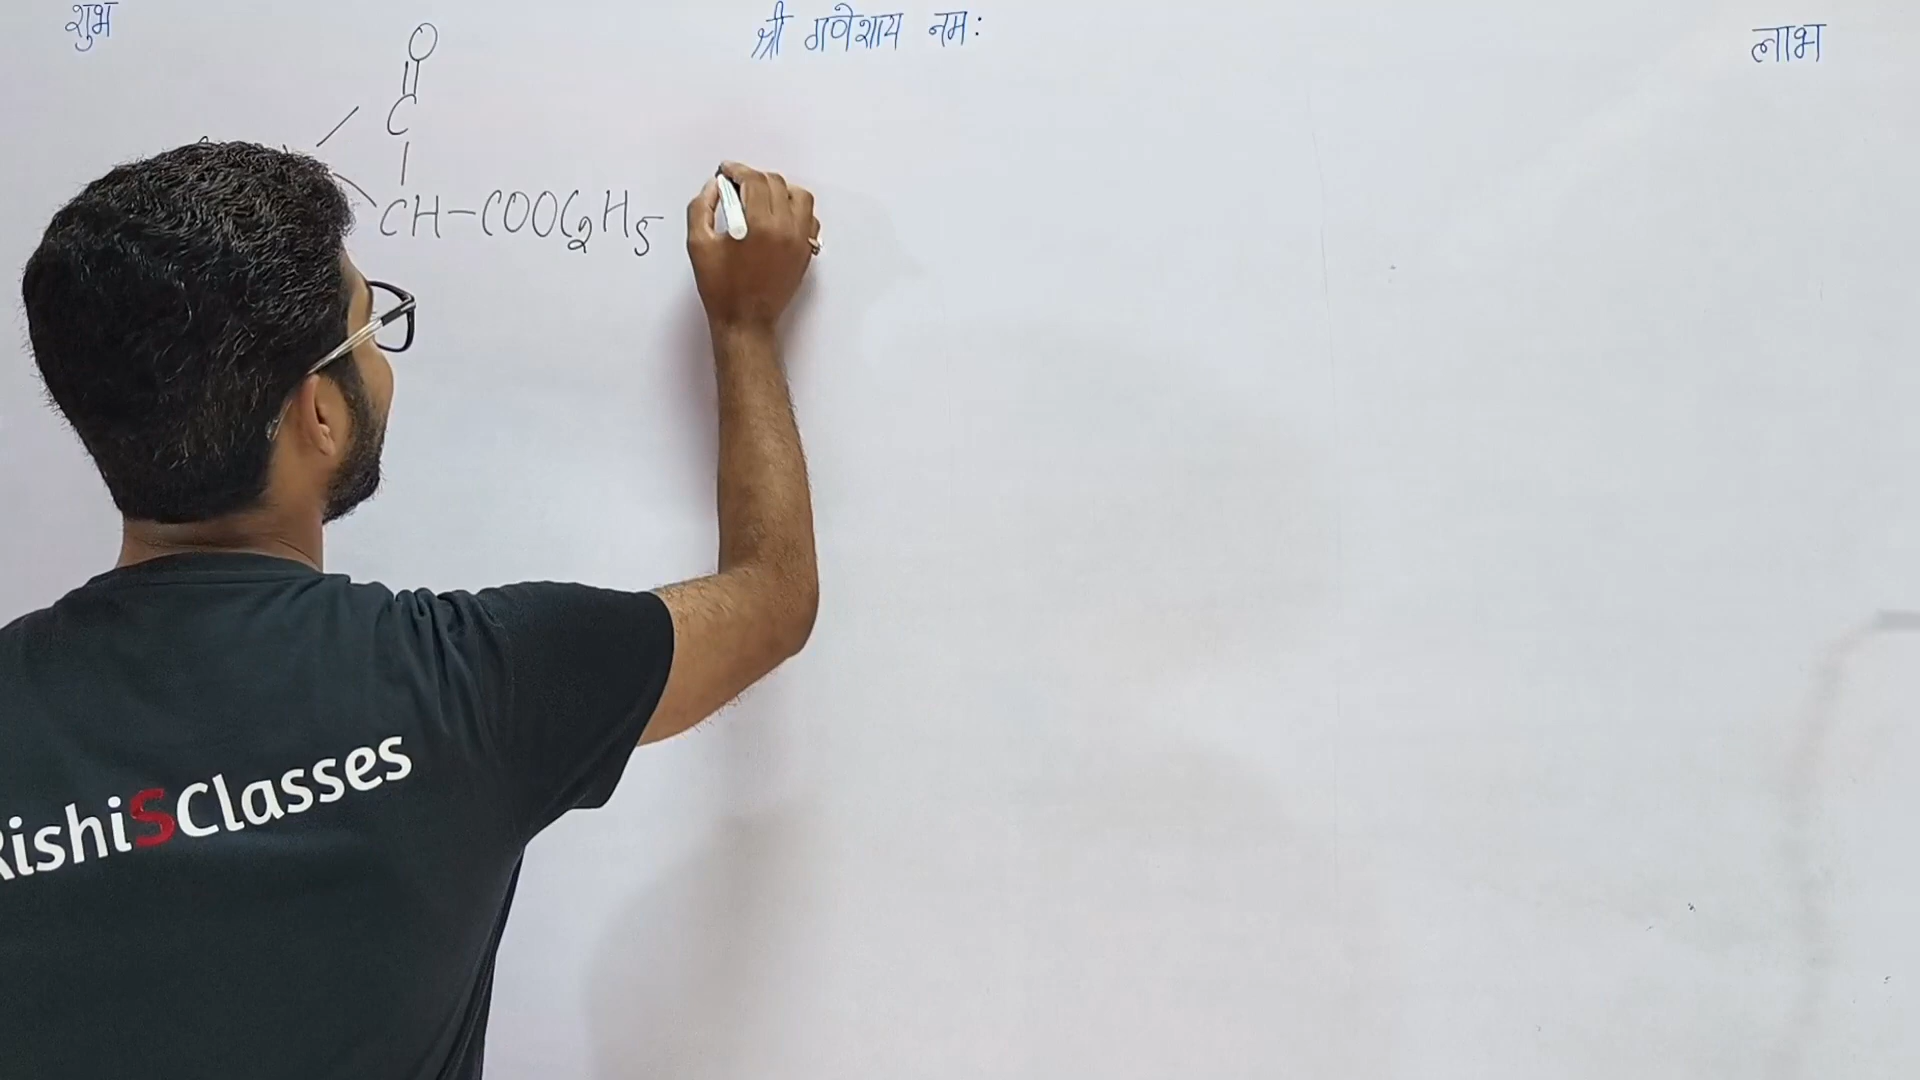 शुभ
श्री गणेशाय नम:
लाभ
O
C
CH-COOC2H5
RishiSClasses